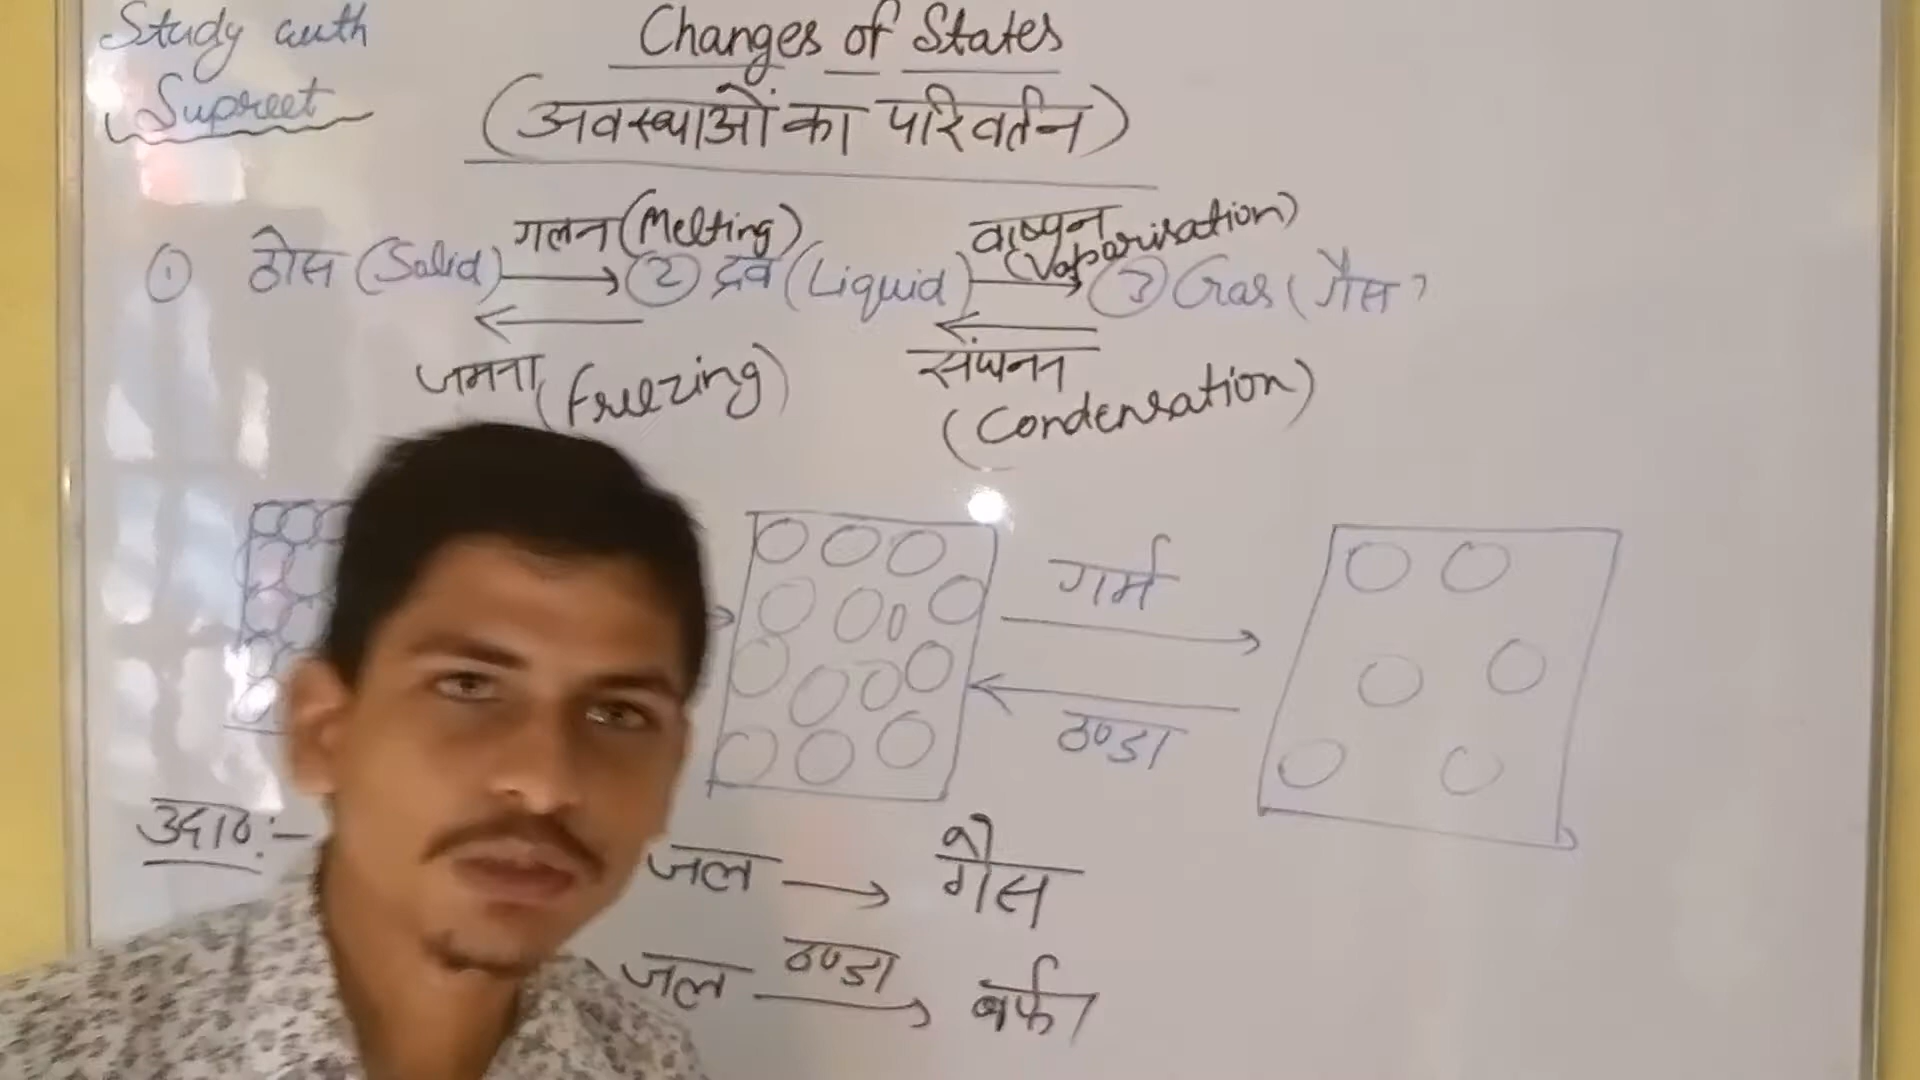 Study with
Supreet
Changes of States
(अवस्थाओं का परिवर्तन)
गलन (Melting)
वाष्पन
(Vaporisation)
① ठोस (Solid) → ② द्रव (Liquid) → ③ Gas (गैस)
← ←
जमना (Freezing)
संघनन
(Condensation)
गर्म
ठण्डा
उदा०:-
जल → गैस
जल ठण्डा → बर्फ